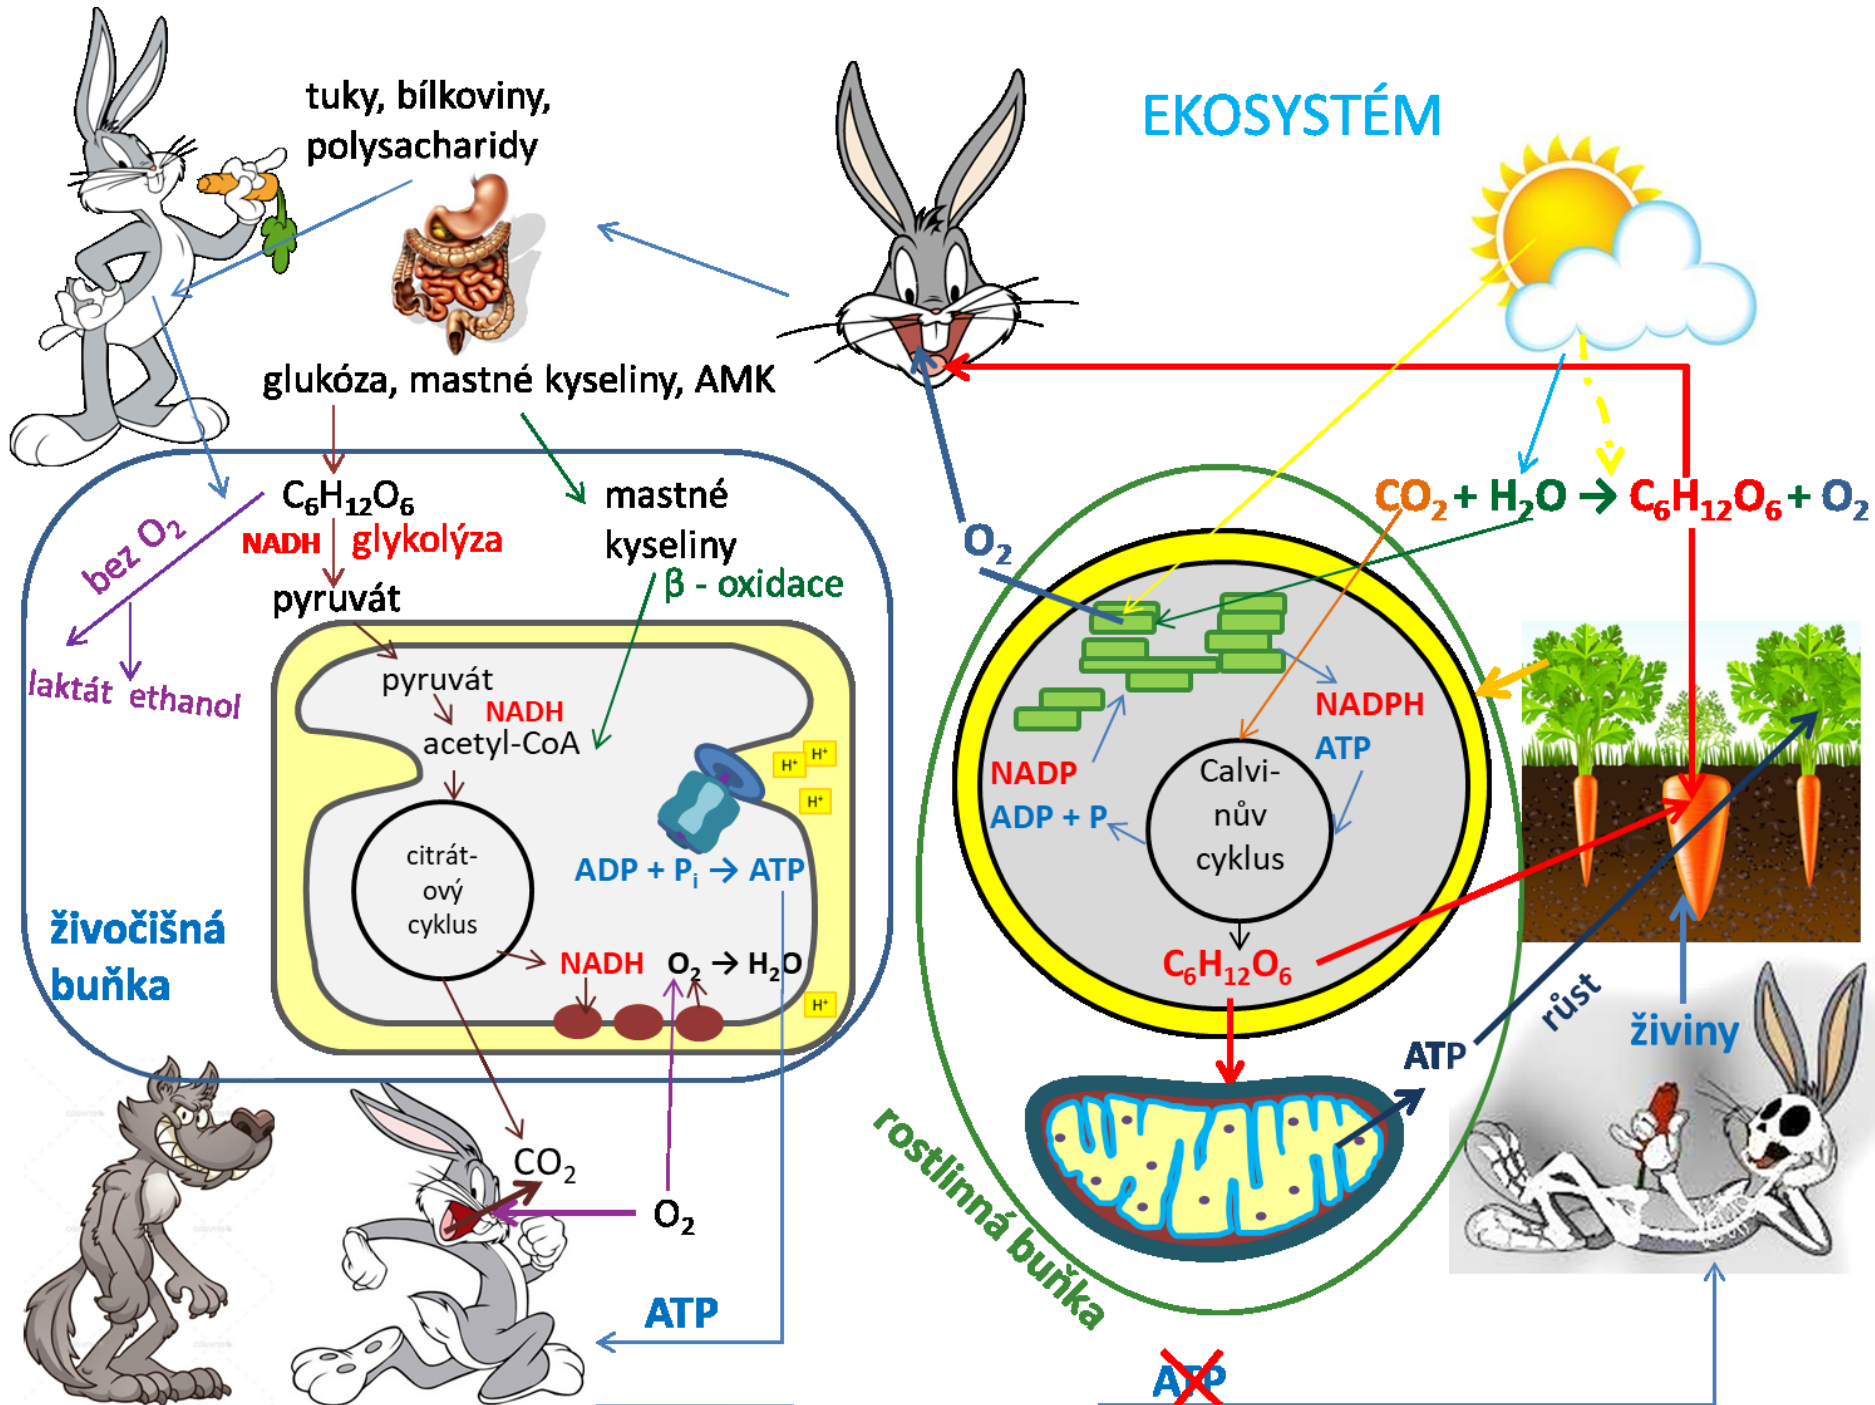 EKOSYSTÉM
tuky, bílkoviny,
polysacharidy
glukóza, mastné kyseliny, AMK
C₆H₁₂O₆
NADH
glykolýza
pyruvát
bez O₂
laktát
ethanol
mastné
kyseliny
β - oxidace
pyruvát
NADH
acetyl-CoA
H⁺
H⁺
H⁺
citrát-
ový
cyklus
ADP + Pᵢ → ATP
NADH
O₂ → H₂O
H⁺
živočišná
buňka
CO₂
O₂
ATP
CO₂ + H₂O → C₆H₁₂O₆ + O₂
O₂
NADPH
ATP
NADP
ADP + P
Calvi-
nův
cyklus
C₆H₁₂O₆
ATP
růst
živiny
rostlinná buňka
ATP